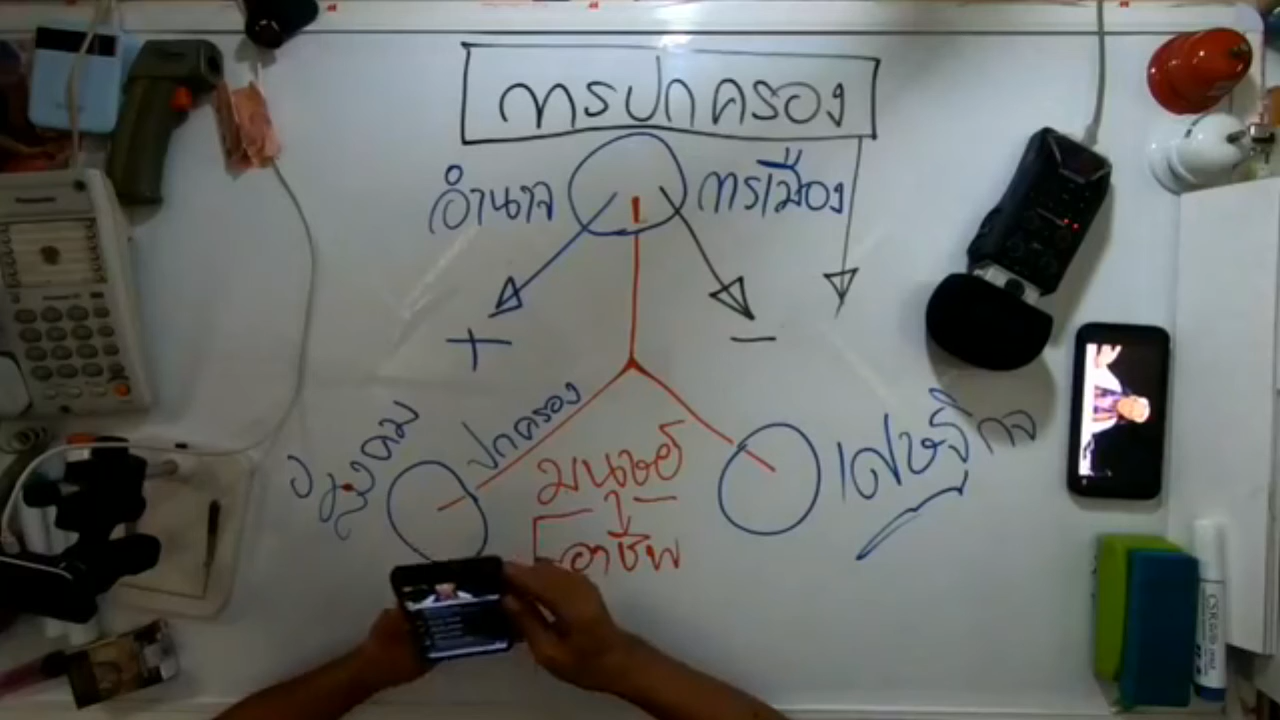 การปกครอง
อำนาจ การเมือง
+ -
สังคม ปกครอง
มนุษย์ เศรษฐกิจ
อาชีพ
Panasonic